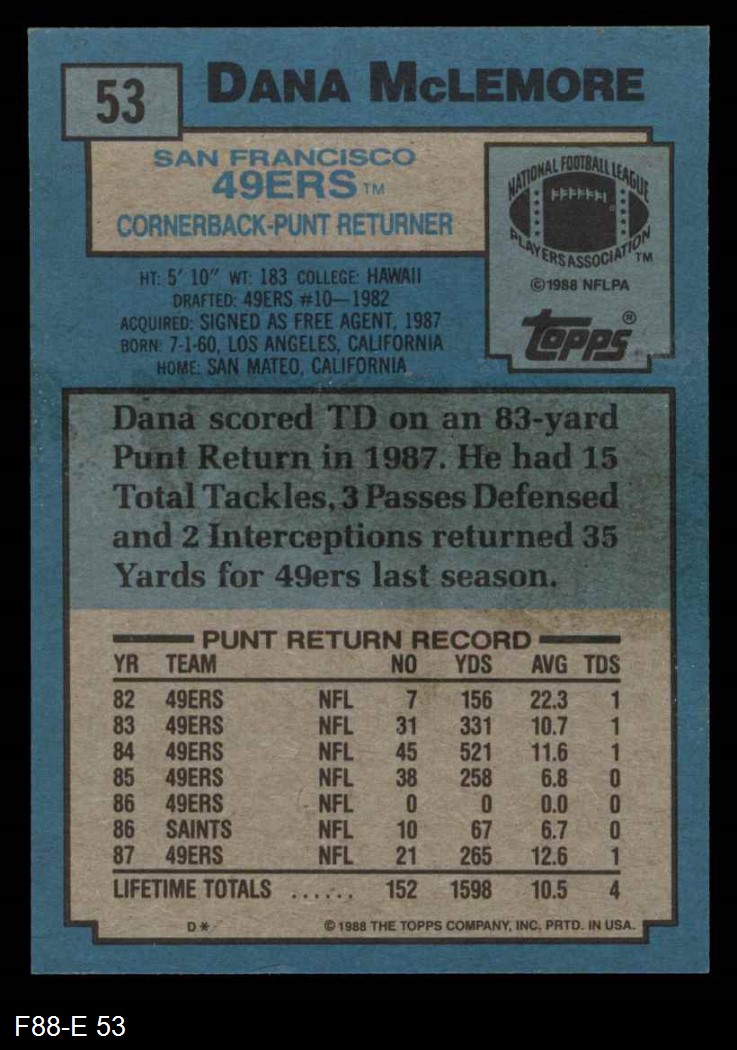 53
DANA McLEMORE
SAN FRANCISCO
49ERS TM
CORNERBACK-PUNT RETURNER
NATIONAL FOOTBALL LEAGUE
PLAYERS ASSOCIATION TM
© 1988 NFLPA
Topps ®
HT: 5' 10" WT: 183 COLLEGE: HAWAII
DRAFTED: 49ERS #10—1982
ACQUIRED: SIGNED AS FREE AGENT, 1987
BORN: 7-1-60, LOS ANGELES, CALIFORNIA
HOME: SAN MATEO, CALIFORNIA
Dana scored TD on an 83-yard
Punt Return in 1987. He had 15
Total Tackles, 3 Passes Defensed
and 2 Interceptions returned 35
Yards for 49ers last season.
PUNT RETURN RECORD
YR TEAM NO YDS AVG TDS
82 49ERS NFL 7 156 22.3 1
83 49ERS NFL 31 331 10.7 1
84 49ERS NFL 45 521 11.6 1
85 49ERS NFL 38 258 6.8 0
86 49ERS NFL 0 0 0.0 0
86 SAINTS NFL 10 67 6.7 0
87 49ERS NFL 21 265 12.6 1
LIFETIME TOTALS ...... 152 1598 10.5 4
D* © 1988 THE TOPPS COMPANY, INC. PRTD. IN USA.
F88-E 53